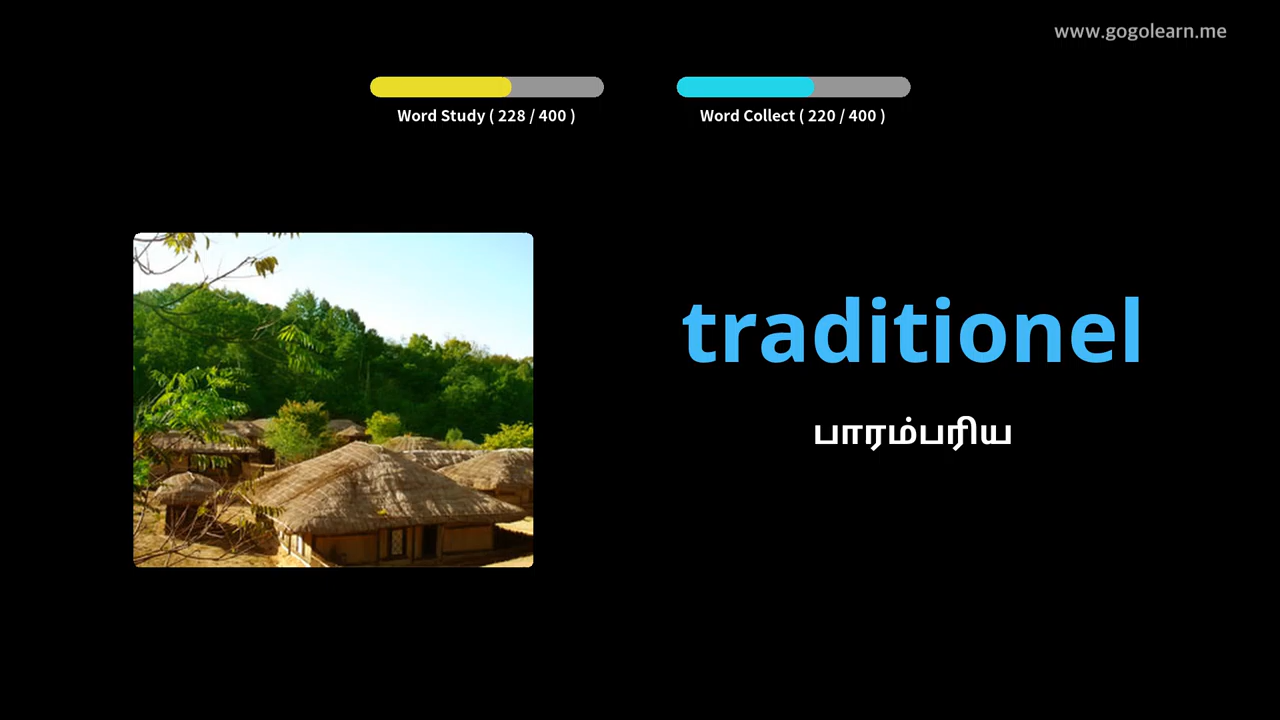 www.gogolearn.me
Word Study ( 228 / 400 )
Word Collect ( 220 / 400 )
traditionel
பாரம்பரிய